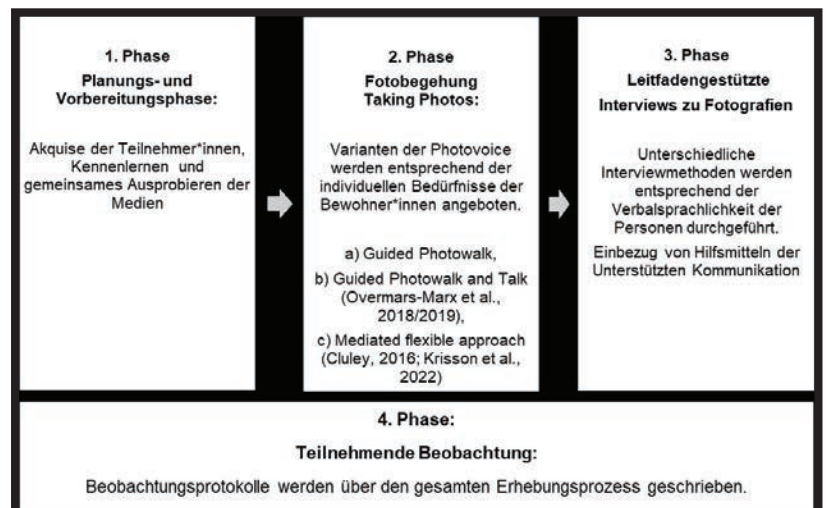 1. Phase
Planungs- und
Vorbereitungsphase:
Akquise der Teilnehmer*innen,
Kennenlernen und
gemeinsames Ausprobieren der
Medien
2. Phase
Fotobegehung
Taking Photos:
Varianten der Photovoice
werden entsprechend der
individuellen Bedürfnisse der
Bewohner*innen angeboten.
a) Guided Photowalk,
b) Guided Photowalk and Talk
(Overmars-Marx et al.,
2018/2019),
c) Mediated flexible approach
(Cluley, 2016; Krisson et al.,
2022)
3. Phase
Leitfadengestützte
Interviews zu Fotografien
Unterschiedliche
Interviewmethoden werden
entsprechend der
Verbalsprachlichkeit der
Personen durchgeführt.
Einbezug von Hilfsmitteln der
Unterstützten Kommunikation
4. Phase:
Teilnehmende Beobachtung:
Beobachtungsprotokolle werden über den gesamten Erhebungsprozess geschrieben.